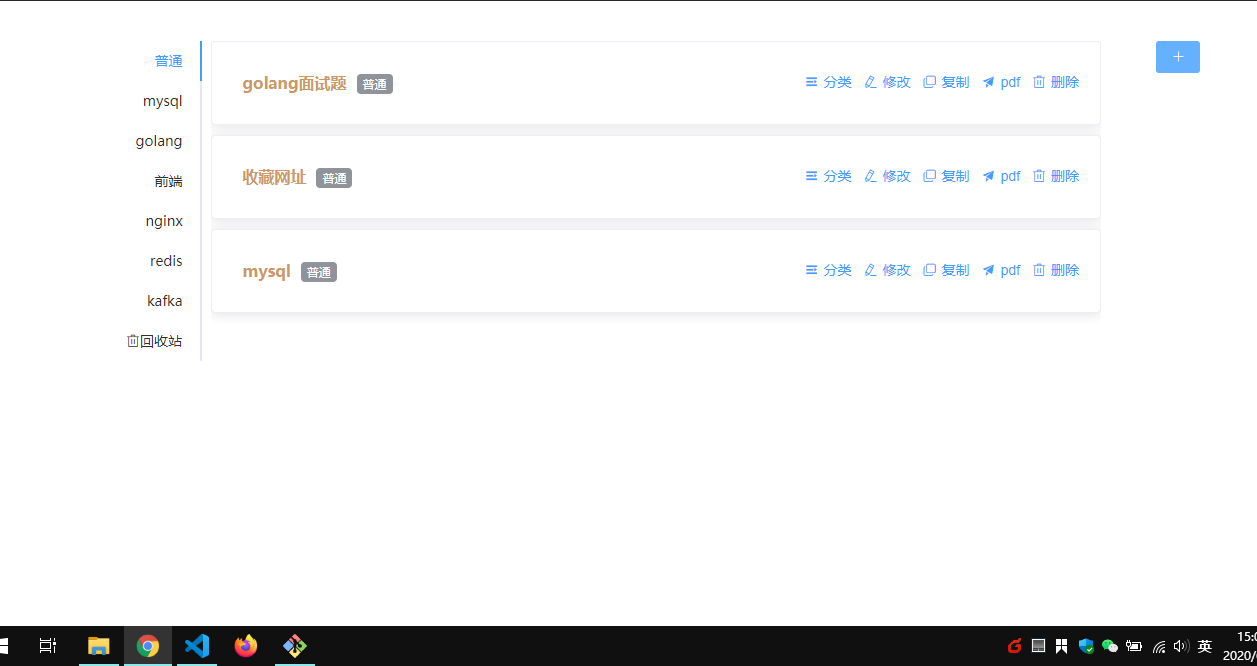 普通
mysql
golang
前端
nginx
redis
kafka
回收站
golang面试题 普通 分类 修改 复制 pdf 删除
收藏网址 普通 分类 修改 复制 pdf 删除
mysql 普通 分类 修改 复制 pdf 删除
+
英
15:0
2020/